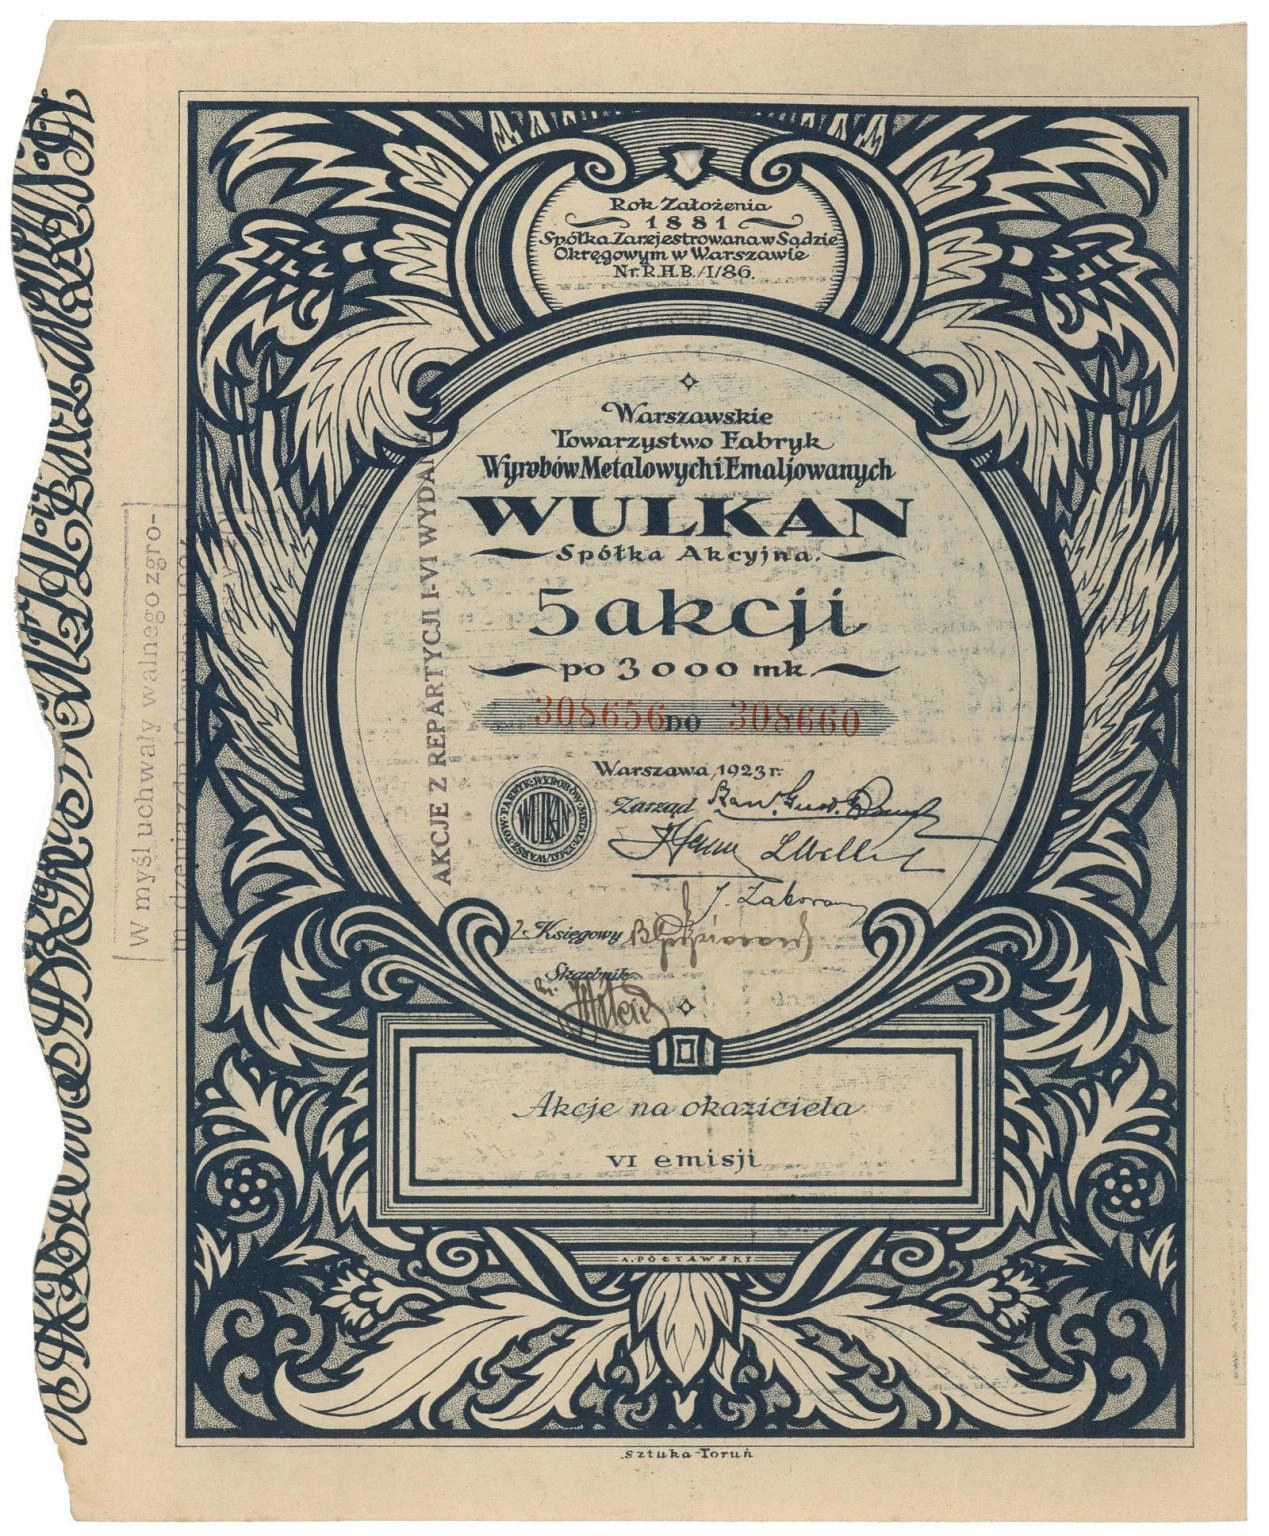 Rok Założenia
1881
Spółka Zarejestrowana w Sądzie
Okręgowym w Warszawie
Nr. R.H.B./I/86.
Warszawskie
Towarzystwo Fabryk
Wyrobów Metalowych i Emaljowanych
WULKAN
Spółka Akcyjna.
5 akcji
po 3000 mk.
308656 DO 308660
Warszawa, 1923 r.
Zarząd
WULKAN
J. Zaborow
Księgowy
Skarbnik
Akcje na okaziciela
VI emisji
A. PÓŁTAWSKI
Sztuka-Toruń
AKCJE Z REPARTYCJI I-VI WYDAŃ
W myśl uchwały walnego zgro-